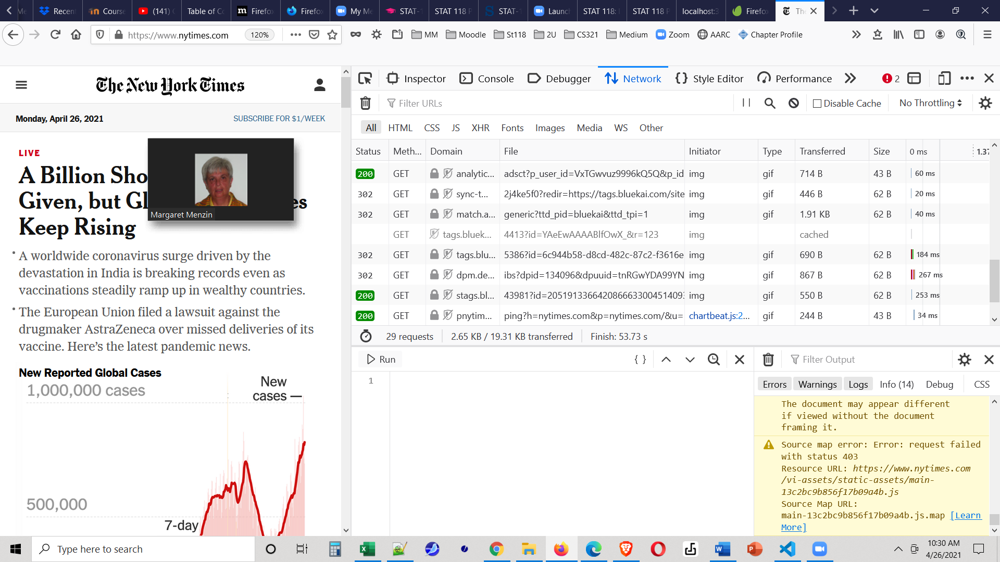 Recent
Course
(141)
Table of Co
Firefox
Firefox
My Me
STAT-1
STAT 118 P
STAT-1
Launch
STAT 118:
STAT 118 P
localhost:3
Firefox
The
https://www.nytimes.com
120%
MM
Moodle
St118
2U
CS321
Medium
Zoom
AARC
Chapter Profile
The New York Times
Monday, April 26, 2021
SUBSCRIBE FOR $1/WEEK
LIVE
A Billion Sho
Given, but Gl es
Keep Rising
Margaret Menzin
• A worldwide coronavirus surge driven by the
devastation in India is breaking records even as
vaccinations steadily ramp up in wealthy countries.
• The European Union filed a lawsuit against the
drugmaker AstraZeneca over missed deliveries of its
vaccine. Here’s the latest pandemic news.
New Reported Global Cases
1,000,000 cases
New
cases
500,000
7-day
Inspector
Console
Debugger
Network
{} Style Editor
Performance
2
Filter URLs
Disable Cache
No Throttling
All HTML CSS JS XHR Fonts Images Media WS Other
Status Meth... Domain File Initiator Type Transferred Size 0 ms 1.37
200 GET analytic... adsct?p_user_id=VxTGwvuz9996kQ5Q&p_id img gif 714 B 43 B 60 ms
302 GET sync-t... 2j4ke5f0?redir=https://tags.bluekai.com/site img gif 446 B 62 B 20 ms
302 GET match.a... generic?ttd_pid=bluekai&ttd_tpi=1 img gif 1.91 KB 62 B 40 ms
GET tags.bluek... 4413?id=YAeEwAAAABlfOwX_&r=123 img cached
302 GET tags.blu... 5386?id=6c944b58-d8cd-482c-87c2-f3616e img gif 690 B 62 B 184 ms
302 GET dpm.de... ibs?dpid=134096&dpuuid=tnRGwYDA99YN img gif 867 B 62 B 267 ms
200 GET stags.bl... 43981?id=2051913366420866633004514093 img gif 550 B 62 B 253 ms
200 GET pnytim... ping?h=nytimes.com&p=nytimes.com/&u= chartbeat.js:2... gif 244 B 43 B 34 ms
29 requests 2.65 KB / 19.31 KB transferred Finish: 53.73 s
Run
{ }
1
Filter Output
Errors Warnings Logs Info (14) Debug CSS
The document may appear different
if viewed without the document
framing it.
Source map error: Error: request failed
with status 403
Resource URL: https://www.nytimes.com
/vi-assets/static-assets/main-
13c2bc9b856f17b09a4b.js
Source Map URL:
main-13c2bc9b856f17b09a4b.js.map [Learn
More]
Type here to search
10:30 AM
4/26/2021